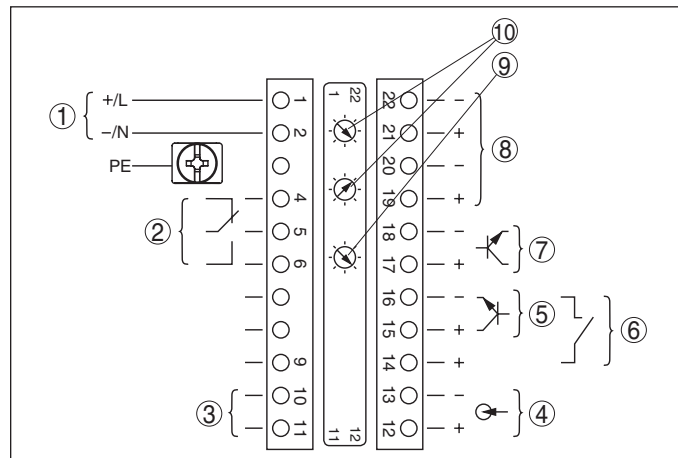 ⑩
⑨
① +/L 1 1 22 22 −
−/N 2 21 + ⑧
PE 20 −
4 19 +
② 5 18 − ⑦
6 17 +
16 − ⑤ ⑥
15 +
9 14 +
③ 10 13 − ④
11 11 12 12 +